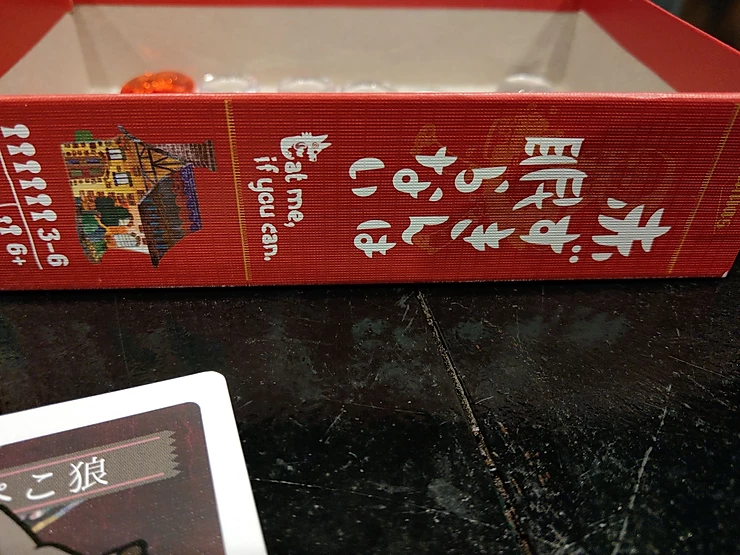 赤ずきんは
眠らない
Eat me,
if you can.
3-6
6+
ぺこ狼